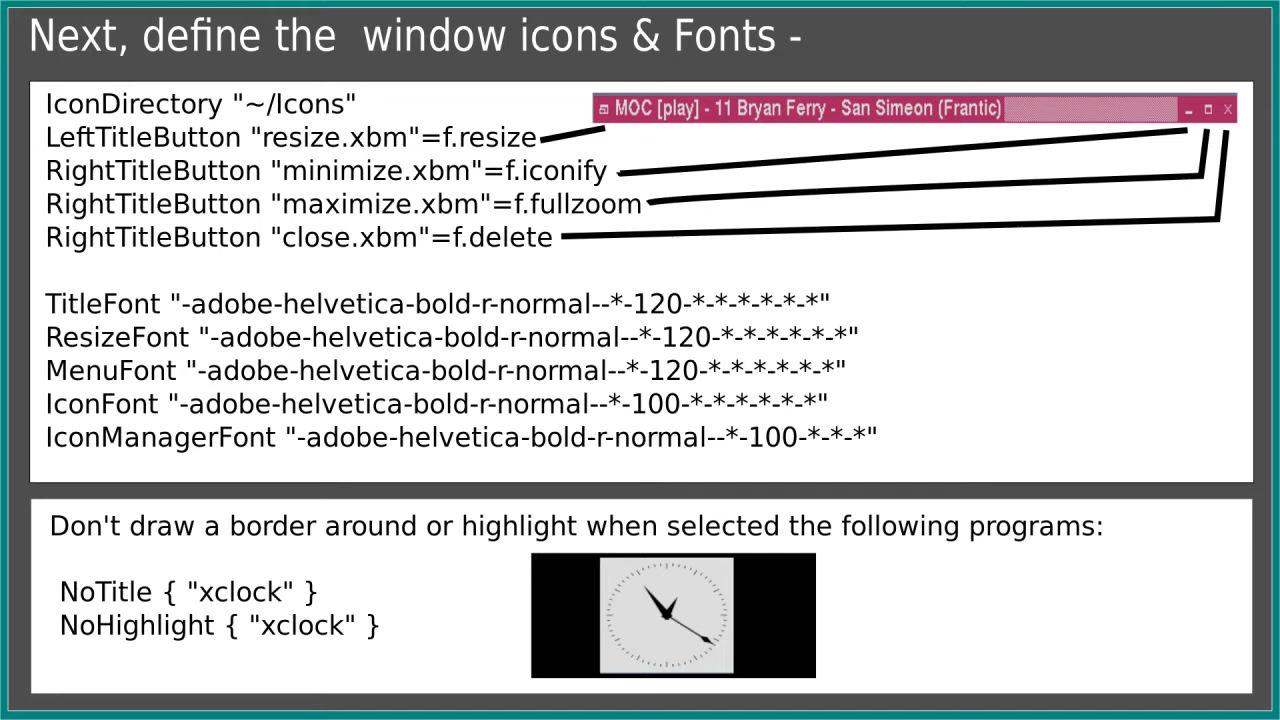 Next, define the  window icons & Fonts -
IconDirectory "~/Icons"
MOC [play] - 11 Bryan Ferry - San Simeon (Frantic)
LeftTitleButton "resize.xbm"=f.resize
RightTitleButton "minimize.xbm"=f.iconify
RightTitleButton "maximize.xbm"=f.fullzoom
RightTitleButton "close.xbm"=f.delete
TitleFont "-adobe-helvetica-bold-r-normal--*-120-*-*-*-*-*-*"
ResizeFont "-adobe-helvetica-bold-r-normal--*-120-*-*-*-*-*-*"
MenuFont "-adobe-helvetica-bold-r-normal--*-120-*-*-*-*-*-*"
IconFont "-adobe-helvetica-bold-r-normal--*-100-*-*-*-*-*-*"
IconManagerFont "-adobe-helvetica-bold-r-normal--*-100-*-*-*"
Don't draw a border around or highlight when selected the following programs:
NoTitle { "xclock" }
NoHighlight { "xclock" }